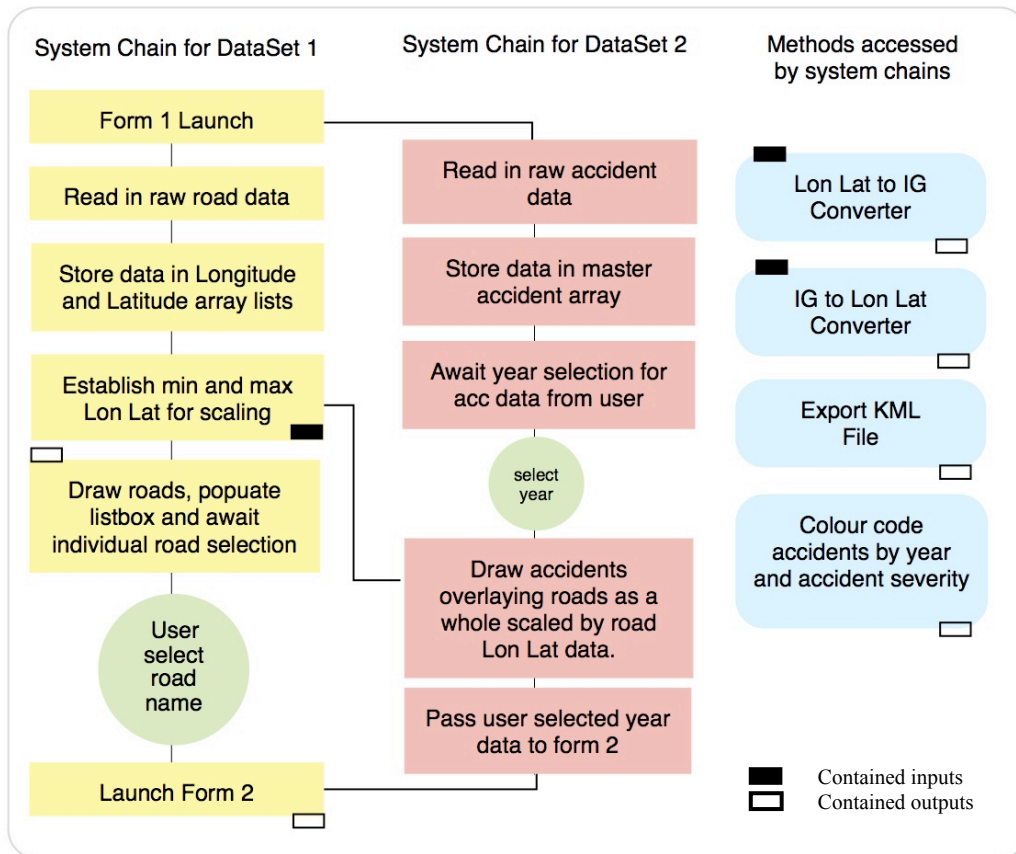 System Chain for DataSet 1
Form 1 Launch
Read in raw road data
Store data in Longitude
and Latitude array lists
Establish min and max
Lon Lat for scaling
Draw roads, popuate
listbox and await
individual road selection
User
select
road
name
Launch Form 2
System Chain for DataSet 2
Read in raw accident
data
Store data in master
accident array
Await year selection for
acc data from user
select
year
Draw accidents
overlaying roads as a
whole scaled by road
Lon Lat data.
Pass user selected year
data to form 2
Methods accessed
by system chains
Lon Lat to IG
Converter
IG to Lon Lat
Converter
Export KML
File
Colour code
accidents by year
and accident severity
Contained inputs
Contained outputs